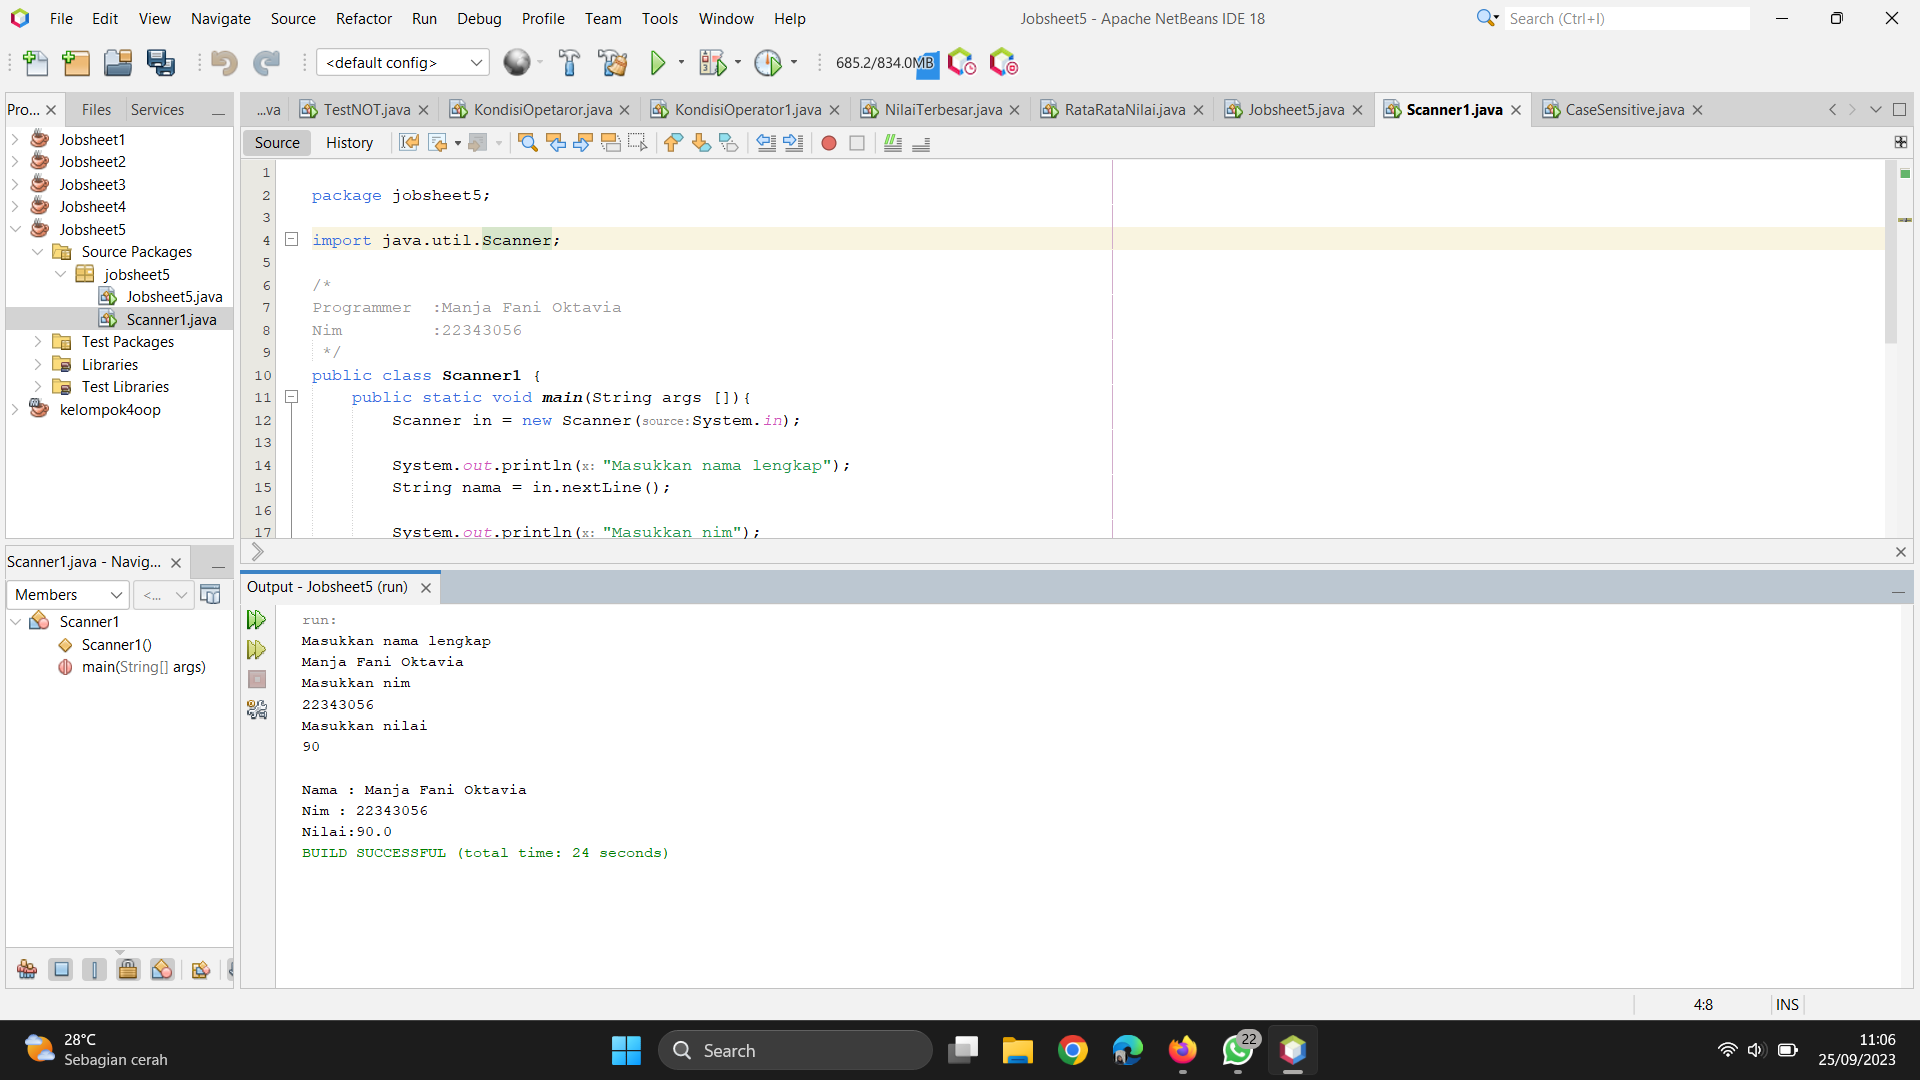 File Edit View Navigate Source Refactor Run Debug Profile Team Tools Window Help
Jobsheet5 - Apache NetBeans IDE 18
Search (Ctrl+I)
<default config>
685.2/834.0MB
Pro... Files Services
Jobsheet1
Jobsheet2
Jobsheet3
Jobsheet4
Jobsheet5
Source Packages
jobsheet5
Jobsheet5.java
Scanner1.java
Test Packages
Libraries
Test Libraries
kelompok4oop
...va TestNOT.java KondisiOpetaror.java KondisiOperator1.java NilaiTerbesar.java RataRataNilai.java Jobsheet5.java Scanner1.java CaseSensitive.java
Source History
1
2 package jobsheet5;
3
4 import java.util.Scanner;
5
6 /*
7 Programmer :Manja Fani Oktavia
8 Nim :22343056
9 */
10 public class Scanner1 {
11 public static void main(String args []){
12 Scanner in = new Scanner(source:System.in);
13
14 System.out.println(x: "Masukkan nama lengkap");
15 String nama = in.nextLine();
16
17 System.out.println(x: "Masukkan nim");
Scanner1.java - Navig...
Members <...
Scanner1
Scanner1()
main(String[] args)
Output - Jobsheet5 (run)
run:
Masukkan nama lengkap
Manja Fani Oktavia
Masukkan nim
22343056
Masukkan nilai
90
Nama : Manja Fani Oktavia
Nim : 22343056
Nilai:90.0
BUILD SUCCESSFUL (total time: 24 seconds)
4:8 INS
28°C
Sebagian cerah
Search
22
11:06
25/09/2023